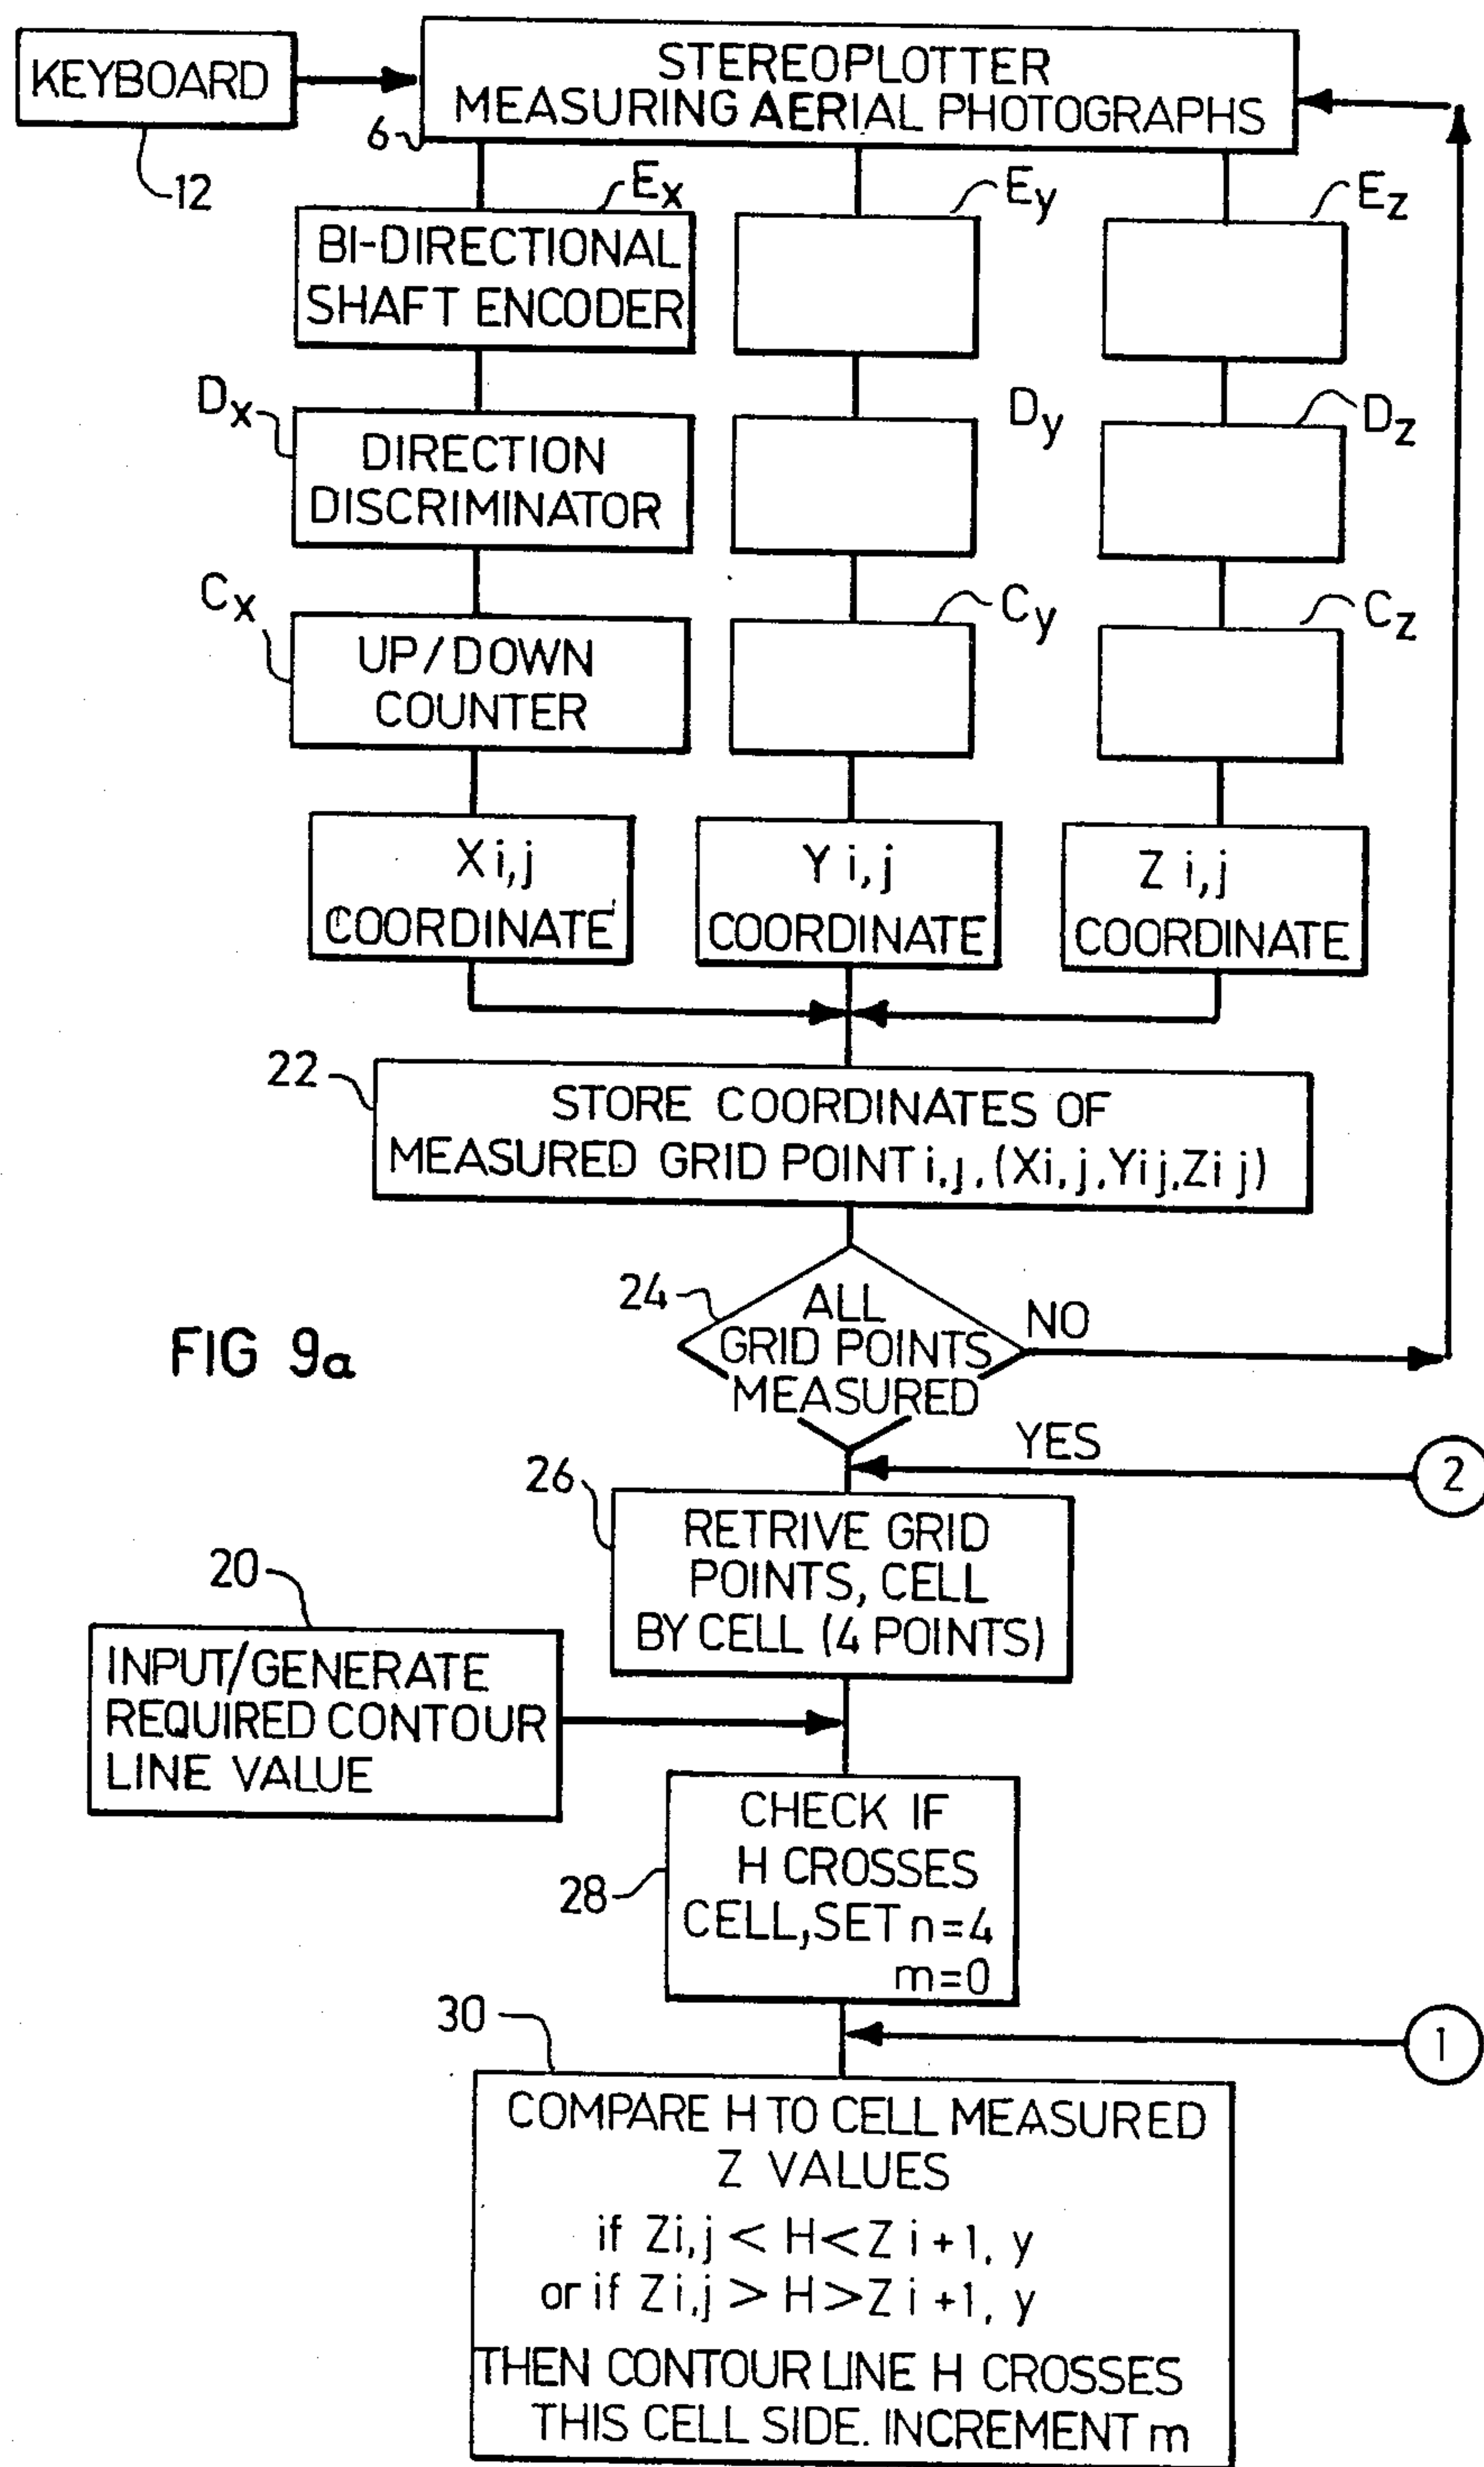 KEYBOARD
12
STEREOPLOTTER
MEASURING AERIAL PHOTOGRAPHS
6
Ex
Ey
Ez
BI-DIRECTIONAL
SHAFT ENCODER
Dx
Dy
Dz
DIRECTION
DISCRIMINATOR
Cx
Cy
Cz
UP/DOWN
COUNTER
Xi,j
COORDINATE
Y i,j
COORDINATE
Z i,j
COORDINATE
22
STORE COORDINATES OF
MEASURED GRID POINT i,j,(Xi,j,Yij,Zij)
24
ALL
GRID POINTS
MEASURED
NO
FIG 9a
YES
2
26
RETRIVE GRID
POINTS, CELL
BY CELL (4 POINTS)
20
INPUT/GENERATE
REQUIRED CONTOUR
LINE VALUE
28
CHECK IF
H CROSSES
CELL,SET n=4
m=0
30
1
COMPARE H TO CELL MEASURED
Z VALUES
if Zi,j < H<Z i+1, y
or if Zi,j > H>Z i+1, y
THEN CONTOUR LINE H CROSSES
THIS CELL SIDE. INCREMENT m